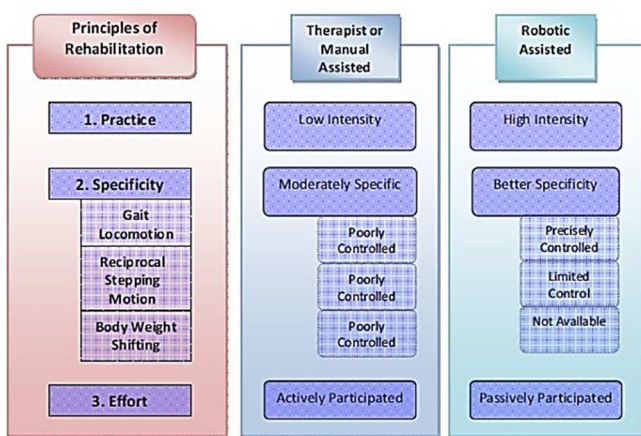 Principles of
Rehabilitation
1. Practice
2. Specificity
Gait
Locomotion
Reciprocal
Stepping
Motion
Body Weight
Shifting
3. Effort
Therapist or
Manual
Assisted
Low Intensity
Moderately Specific
Poorly
Controlled
Poorly
Controlled
Poorly
Controlled
Actively Participated
Robotic
Assisted
High Intensity
Better Specificity
Precisely
Controlled
Limited
Control
Not Available
Passively Participated